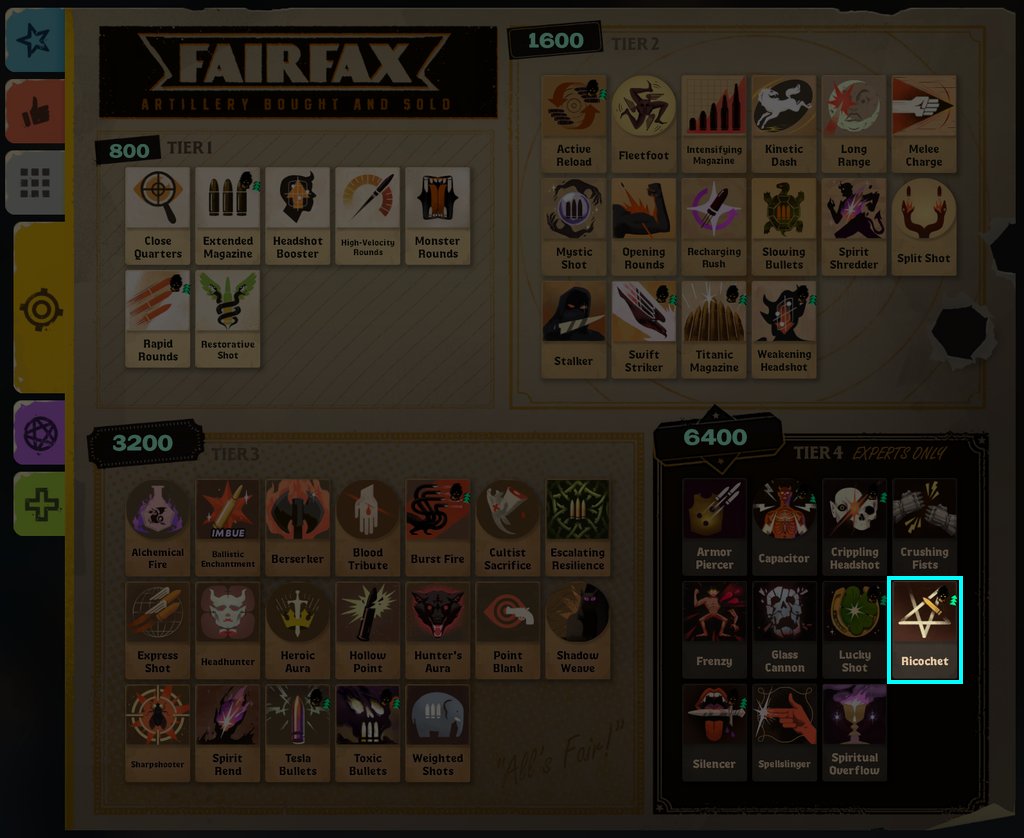 FAIRFAX
ARTILLERY BOUGHT AND SOLD
800 TIER 1
Close Quarters
Extended Magazine
Headshot Booster
High-Velocity Rounds
Monster Rounds
Rapid Rounds
Restorative Shot
1600 TIER 2
Active Reload
Fleetfoot
Intensifying Magazine
Kinetic Dash
Long Range
Melee Charge
Mystic Shot
Opening Rounds
Recharging Rush
Slowing Bullets
Spirit Shredder
Split Shot
Stalker
Swift Striker
Titanic Magazine
Weakening Headshot
3200 TIER 3
Alchemical Fire
IMBUE
Ballistic Enchantment
Berserker
Blood Tribute
Burst Fire
Cultist Sacrifice
Escalating Resilience
Express Shot
Headhunter
Heroic Aura
Hollow Point
Hunter's Aura
Point Blank
Shadow Weave
Sharpshooter
Spirit Rend
Tesla Bullets
Toxic Bullets
Weighted Shots
"All's Fair!"
6400 TIER 4 EXPERTS ONLY
Armor Piercer
Capacitor
Crippling Headshot
Crushing Fists
Frenzy
Glass Cannon
Lucky Shot
Ricochet
Silencer
Spellslinger
Spiritual Overflow